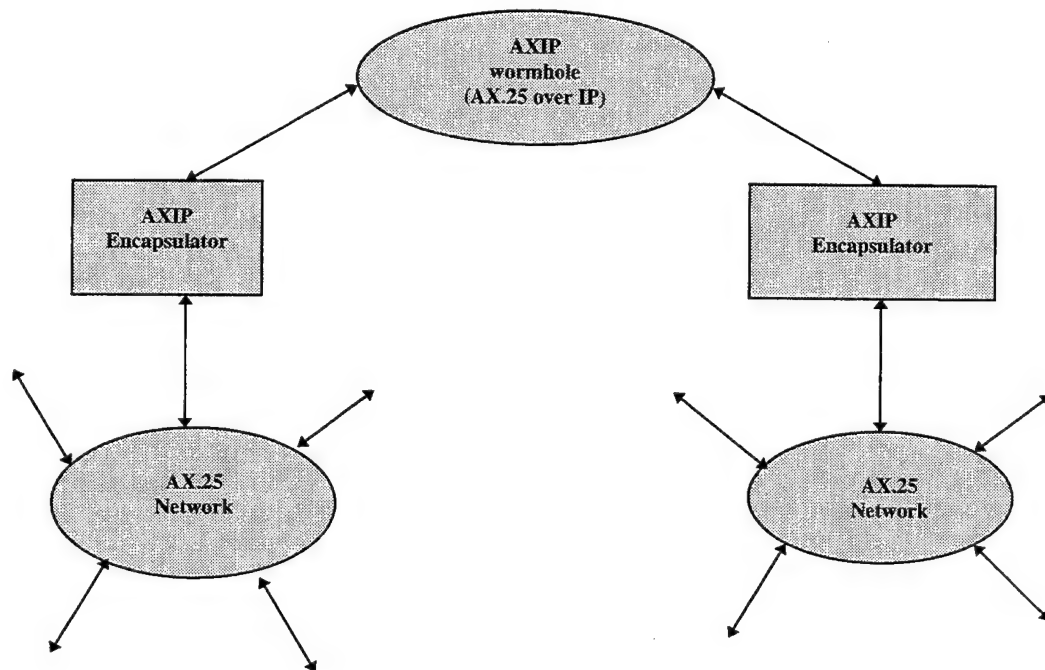 AXIP
wormhole
(AX.25 over IP)
AXIP
Encapsulator
AXIP
Encapsulator
AX.25
Network
AX.25
Network